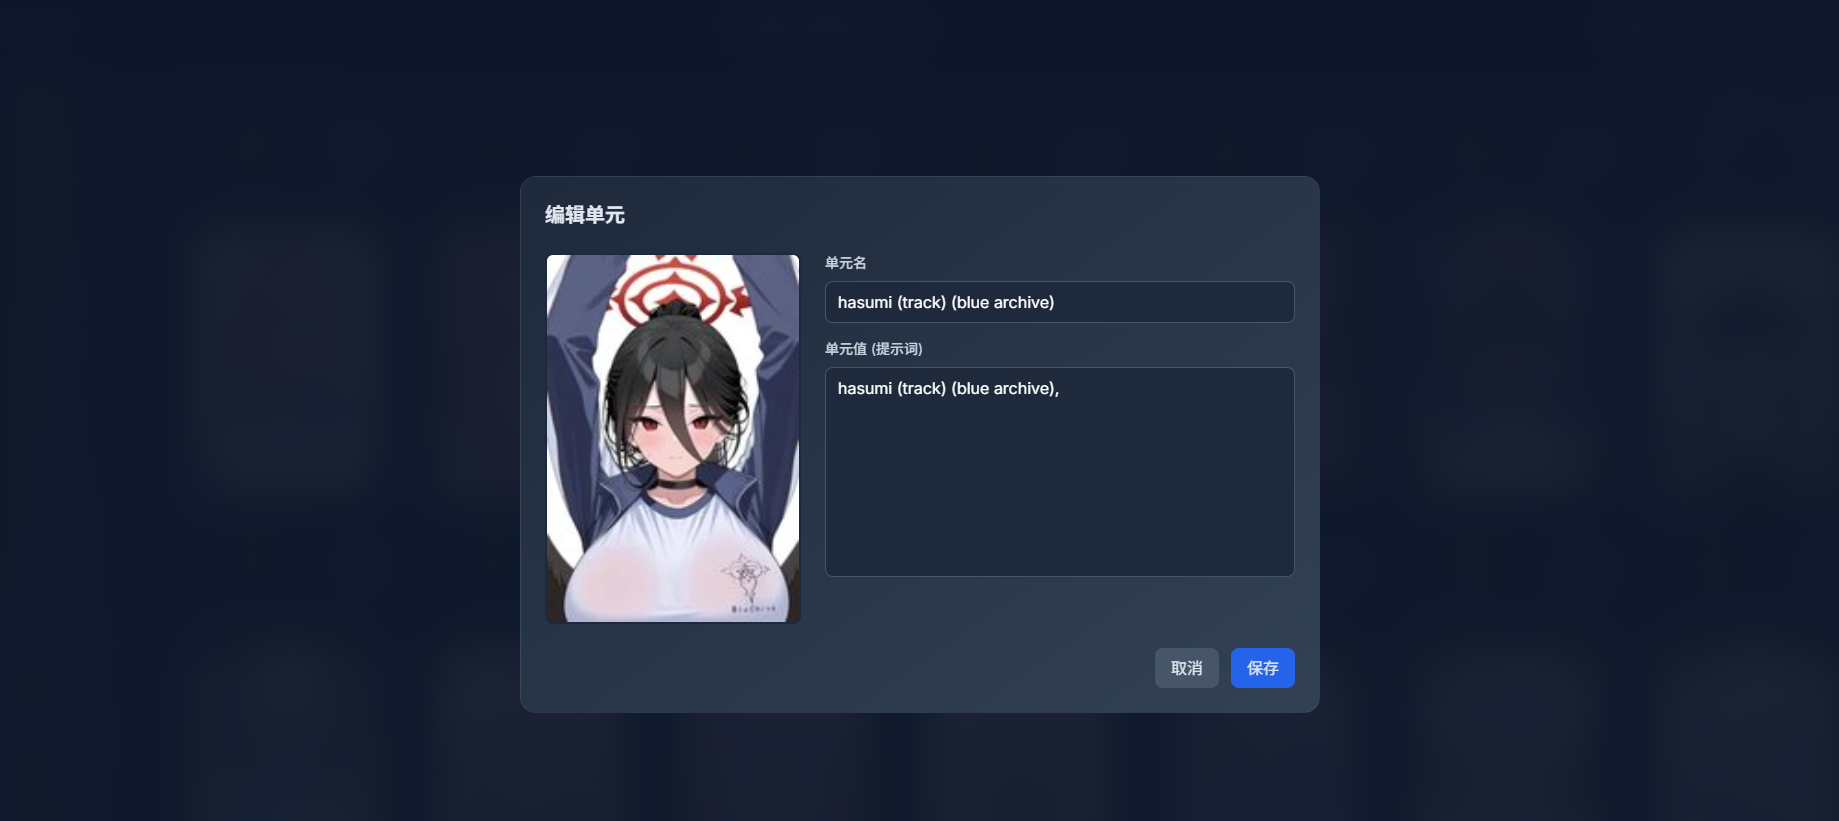 编辑单元
单元名
hasumi (track) (blue archive)
单元值 (提示词)
hasumi (track) (blue archive),
取消
保存